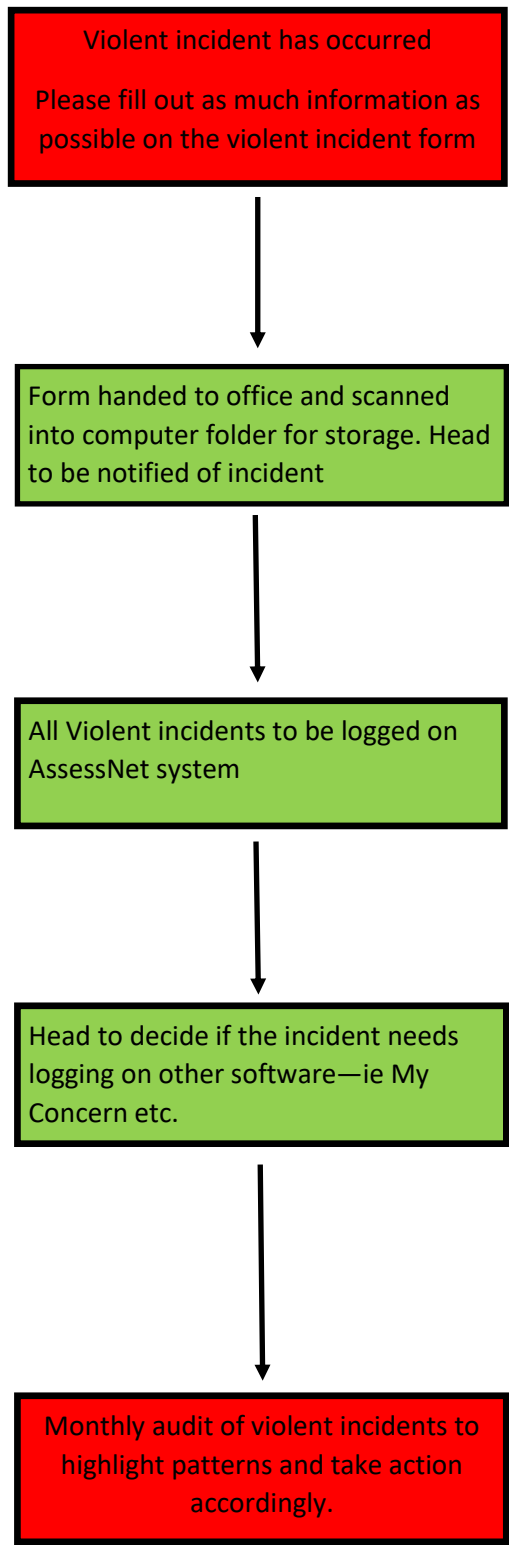 Violent incident has occurred
Please fill out as much information as
possible on the violent incident form
Form handed to office and scanned
into computer folder for storage. Head
to be notified of incident
All Violent incidents to be logged on
AssessNet system
Head to decide if the incident needs
logging on other software—ie My
Concern etc.
Monthly audit of violent incidents to
highlight patterns and take action
accordingly.